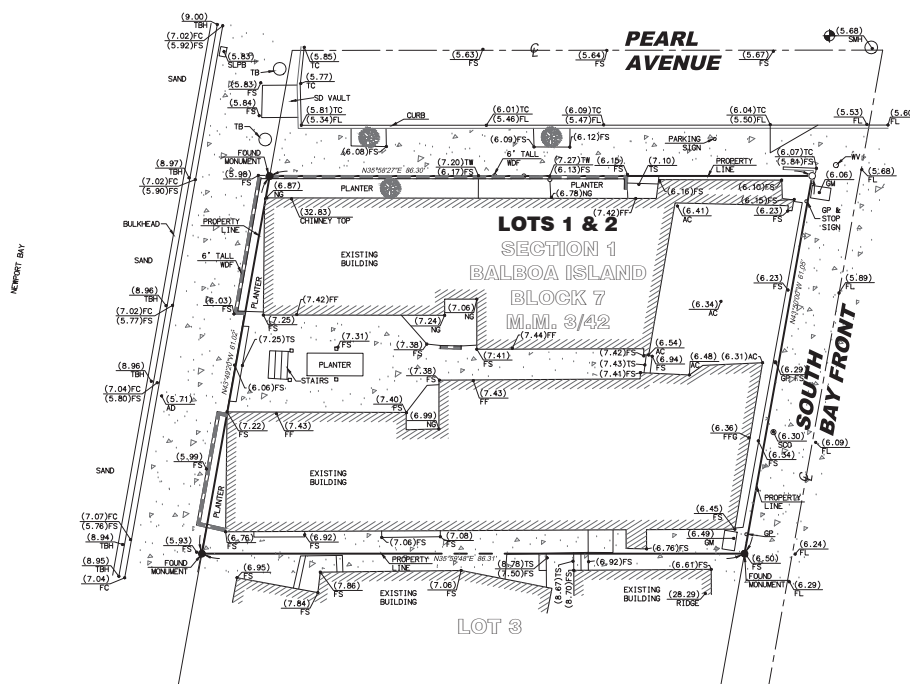 (9.00)
TBH
(7.02)FC
(5.92)FS
SAND
(5.83)
SLPB
TB
(5.83)
FS
(5.84)
FS
TB
(5.85)
TC
(5.77)
TC
SD VAULT
(5.81)TC
(5.34)FL
CURB
(5.63)
FS
(5.64)
FS
PEARL
AVENUE
(5.67)
FS
(5.68)
SMH
(6.01)TC
(5.46)FL
(6.09)TC
(5.47)FL
(6.04)TC
(5.50)FL
(5.53)
FL
FL
(6.08)FS
(6.09)FS
(6.12)FS
PARKING
SIGN
(6.07)TC
(5.84)FS
WV
(5.68)
FL
FOUND
MONUMENT
(5.98)
FS
N35°58'27"E 86.30'
(7.20)TW
(6.17)FS
6' TALL
WDF
(7.27)TW
(6.13)FS
(6.15)
FS
(7.10)
TS
PROPERTY
LINE
(6.06)
GM
(8.97)
TBH
(7.02)FC
(5.90)FS
(6.87)
NG
PLANTER
PLANTER
(6.78)NG
(6.16)FS
(6.10)FS
(6.15)FS
(6.23)
FS
GP &
STOP
SIGN
(32.83)
CHIMNEY TOP
(7.42)FF
(6.41)
AC
LOTS 1 & 2
SECTION 1
BALBOA ISLAND
BLOCK 7
M.M. 3/42
BULKHEAD
PROPERTY
LINE
SAND
6' TALL
WDF
EXISTING
BUILDING
NEWPORT BAY
PLANTER
(8.96)
TBH
(7.02)FC
(5.77)FS
(6.03)
FS
(7.42)FF
(7.25)
FS
(7.06)
NG
(7.24)
NG
(6.34)
AC
(6.23)
FS
(5.89)
FL
(7.25)TS
(7.31)
FS
(7.38)
FS
(7.44)FF
(7.41)
FS
(6.54)
AC
(7.42)FS
(7.43)TS
(7.41)FS
(6.94)
FS
(6.48)
AC
(6.31)AC
(6.29)
FS
GP
SOUTH
BAY FRONT
PLANTER
STAIRS
(6.06)FS
(8.96)
TBH
(7.04)FC
(5.80)FS
(5.71)
AD
(7.38)
FS
(7.43)
FF
(7.40)
FS
(6.99)
NG
(7.22)
FS
(7.43)
FF
(6.36)
FFG
(6.30)
SCO
(6.34)
FS
(6.09)
FL
(5.99)
FS
SAND
PLANTER
EXISTING
BUILDING
PROPERTY
LINE
(6.45)
FS
(7.07)FC
(5.76)FS
(8.94)
TBH
(5.93)
FS
(6.76)
FS
(6.92)
FS
(7.06)FS
(7.08)
FS
(6.49)
GM
GP
(6.76)FS
(6.50)
FS
(6.24)
FL
(8.95)
TBH
(7.04)
FC
FOUND
MONUMENT
PROPERTY
LINE
N35°59'48"E 86.31'
(8.78)TS
(7.50)FS
(6.92)FS
(6.61)FS
FOUND
MONUMENT
(6.29)
FL
(6.95)
FS
(7.86)
FS
(7.84)
FS
(7.06)
FS
EXISTING
BUILDING
(8.67)TS
(8.70)FS
EXISTING
BUILDING
(28.29)
RIDGE
LOT 3